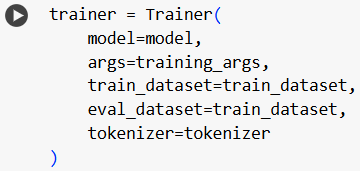 trainer = Trainer(
    model=model,
    args=training_args,
    train_dataset=train_dataset,
    eval_dataset=train_dataset,
    tokenizer=tokenizer
)